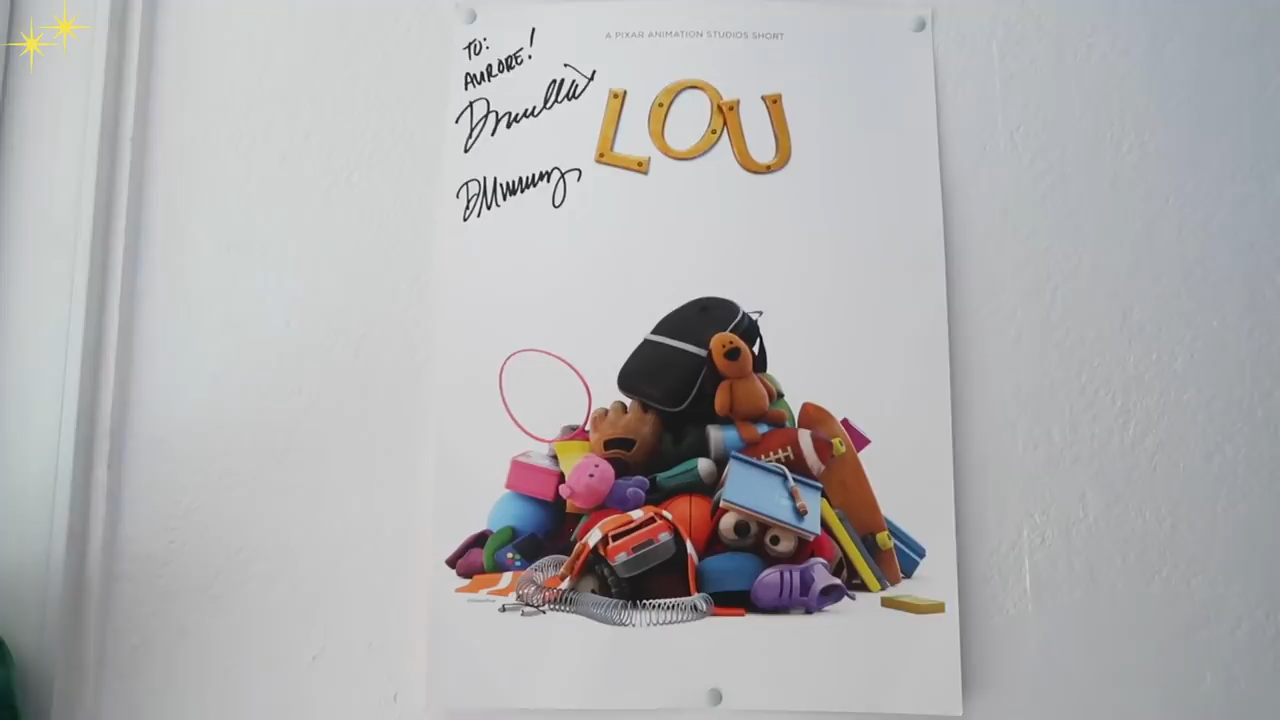 TO:
AURORE!
A PIXAR ANIMATION STUDIOS SHORT
LOU